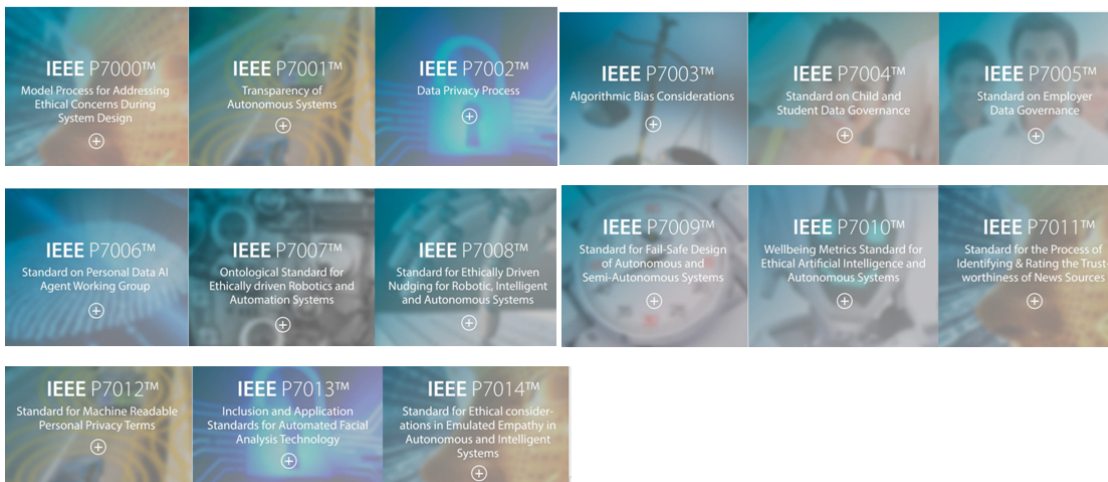 IEEE P7000™
Model Process for Addressing
Ethical Concerns During
System Design
IEEE P7001™
Transparency of
Autonomous Systems
IEEE P7002™
Data Privacy Process
IEEE P7003™
Algorithmic Bias Considerations
IEEE P7004™
Standard on Child and
Student Data Governance
IEEE P7005™
Standard on Employer
Data Governance
IEEE P7006™
Standard on Personal Data AI
Agent Working Group
IEEE P7007™
Ontological Standard for
Ethically driven Robotics and
Automation Systems
IEEE P7008™
Standard for Ethically Driven
Nudging for Robotic, Intelligent
and Autonomous Systems
IEEE P7009™
Standard for Fail-Safe Design
of Autonomous and
Semi-Autonomous Systems
IEEE P7010™
Wellbeing Metrics Standard for
Ethical Artificial Intelligence and
Autonomous Systems
IEEE P7011™
Standard for the Process of
Identifying & Rating the Trust-
worthiness of News Sources
IEEE P7012™
Standard for Machine Readable
Personal Privacy Terms
IEEE P7013™
Inclusion and Application
Standards for Automated Facial
Analysis Technology
IEEE P7014™
Standard for Ethical consider-
ations in Emulated Empathy in
Autonomous and Intelligent
Systems